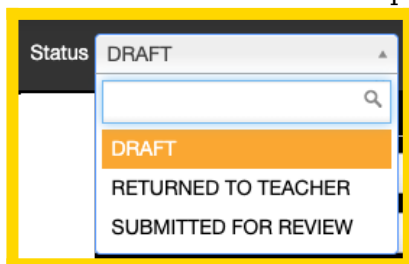 Status DRAFT
DRAFT
RETURNED TO TEACHER
SUBMITTED FOR REVIEW